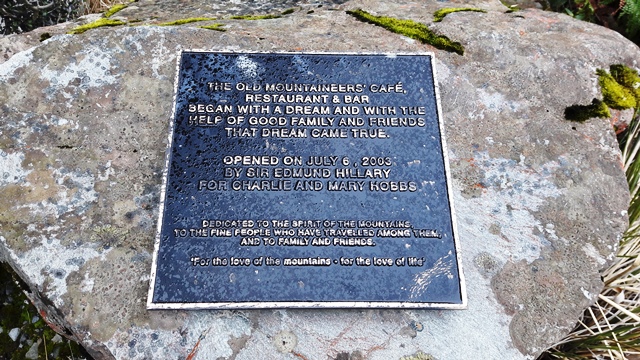 THE OLD MOUNTAINEERS' CAFÉ,
RESTAURANT & BAR
BEGAN WITH A DREAM AND WITH THE
HELP OF GOOD FAMILY AND FRIENDS
THAT DREAM CAME TRUE.
OPENED ON JULY 6, 2003
BY SIR EDMUND HILLARY
FOR CHARLIE AND MARY HOBBS
DEDICATED TO THE SPIRIT OF THE MOUNTAINS,
TO THE FINE PEOPLE WHO HAVE TRAVELLED AMONG THEM,
AND TO FAMILY AND FRIENDS.
'For the love of the mountains - for the love of life'